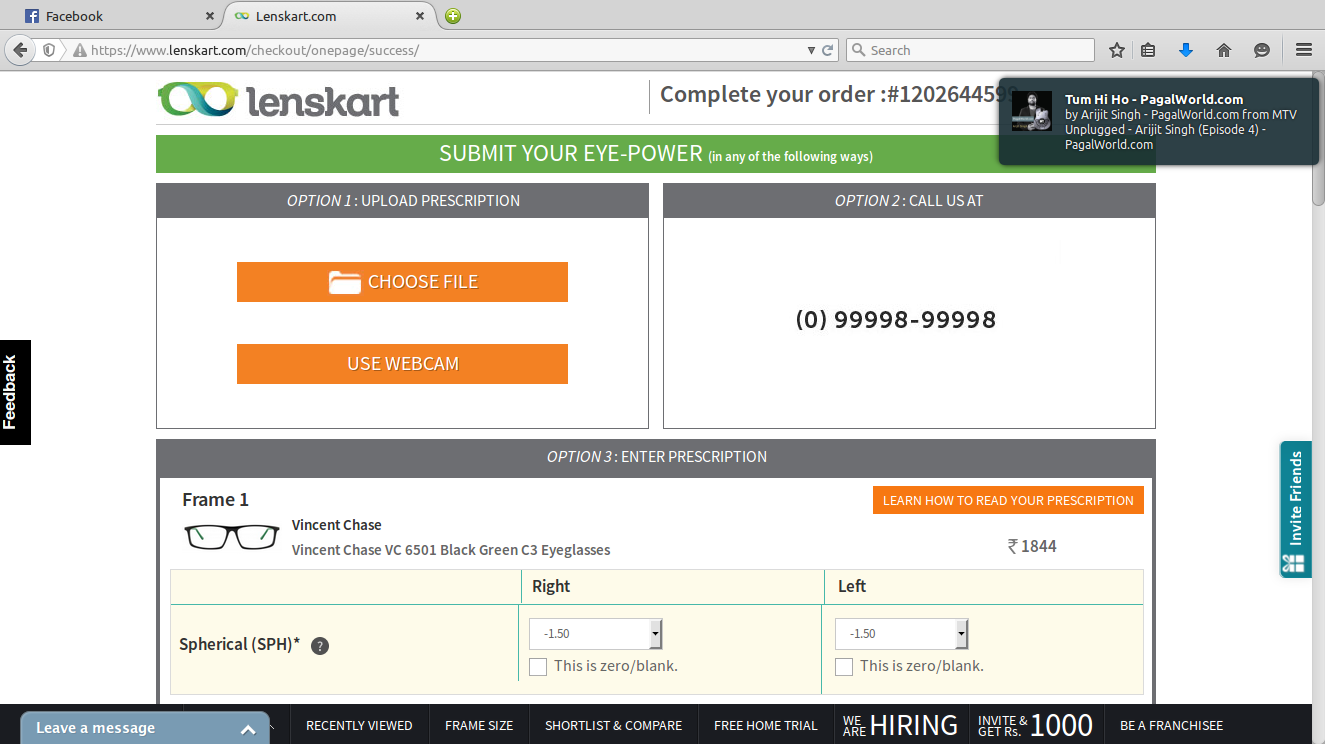 Facebook
Lenskart.com
https://www.lenskart.com/checkout/onepage/success/
Search
lenskart
Complete your order :#1202644599
Tum Hi Ho - PagalWorld.com
by Arijit Singh - PagalWorld.com from MTV
Unplugged - Arijit Singh (Episode 4) -
PagalWorld.com
SUBMIT YOUR EYE-POWER (in any of the following ways)
OPTION 1 : UPLOAD PRESCRIPTION
OPTION 2 : CALL US AT
CHOOSE FILE
USE WEBCAM
(0) 99998-99998
Feedback
OPTION 3 : ENTER PRESCRIPTION
Frame 1
LEARN HOW TO READ YOUR PRESCRIPTION
Vincent Chase
Vincent Chase VC 6501 Black Green C3 Eyeglasses
₹ 1844
Invite Friends
Right
Left
Spherical (SPH)* ?
-1.50
-1.50
This is zero/blank.
This is zero/blank.
Leave a message
RECENTLY VIEWED
FRAME SIZE
SHORTLIST & COMPARE
FREE HOME TRIAL
WE ARE HIRING
INVITE & GET Rs. 1000
BE A FRANCHISEE